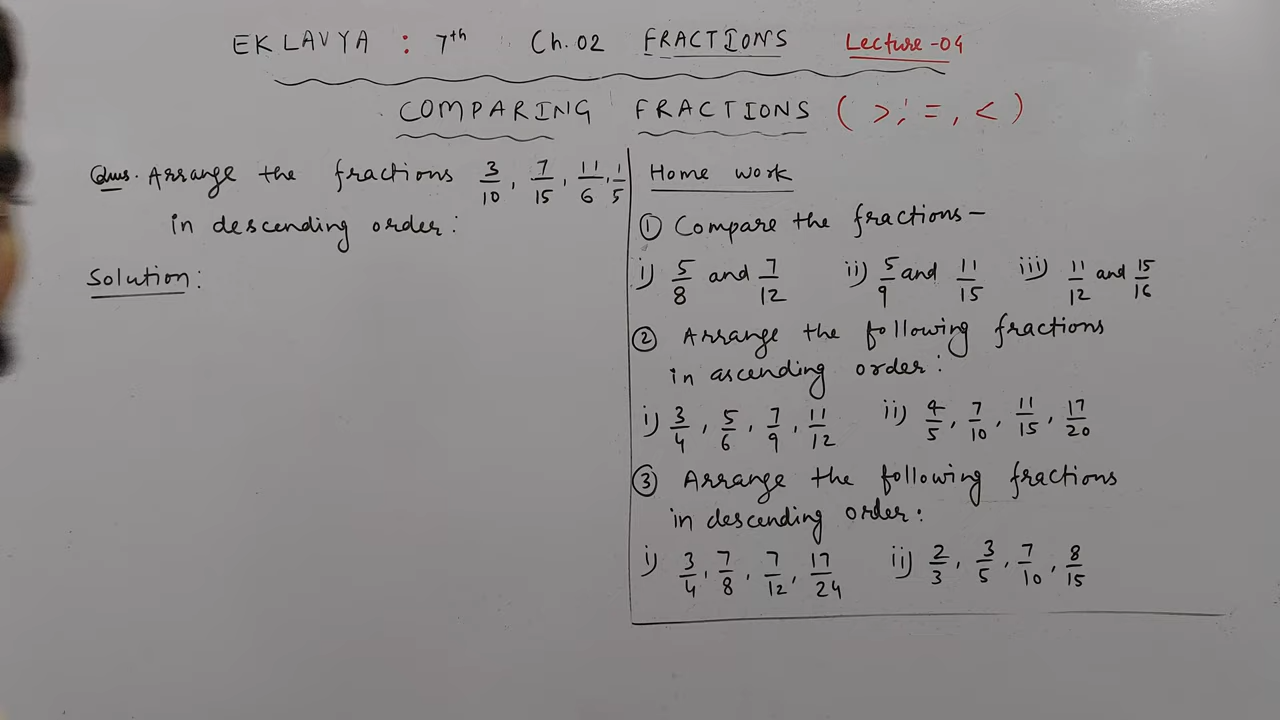 EKLAVYA : 7th Ch. 02 FRACTIONS Lecture-04
COMPARING FRACTIONS ( >, =, < )
Ques. Arrange the fractions 3/10, 7/15, 11/6, 1/5
in descending order:
Solution:
Home work
① Compare the fractions—
i) 5/8 and 7/12 ii) 5/9 and 11/15 iii) 11/12 and 15/16
② Arrange the following fractions
in ascending order:
i) 3/4, 5/6, 7/9, 11/12 ii) 4/5, 7/10, 11/15, 17/20
③ Arrange the following fractions
in descending order:
i) 3/4, 7/8, 7/12, 17/24 ii) 2/3, 3/5, 7/10, 8/15